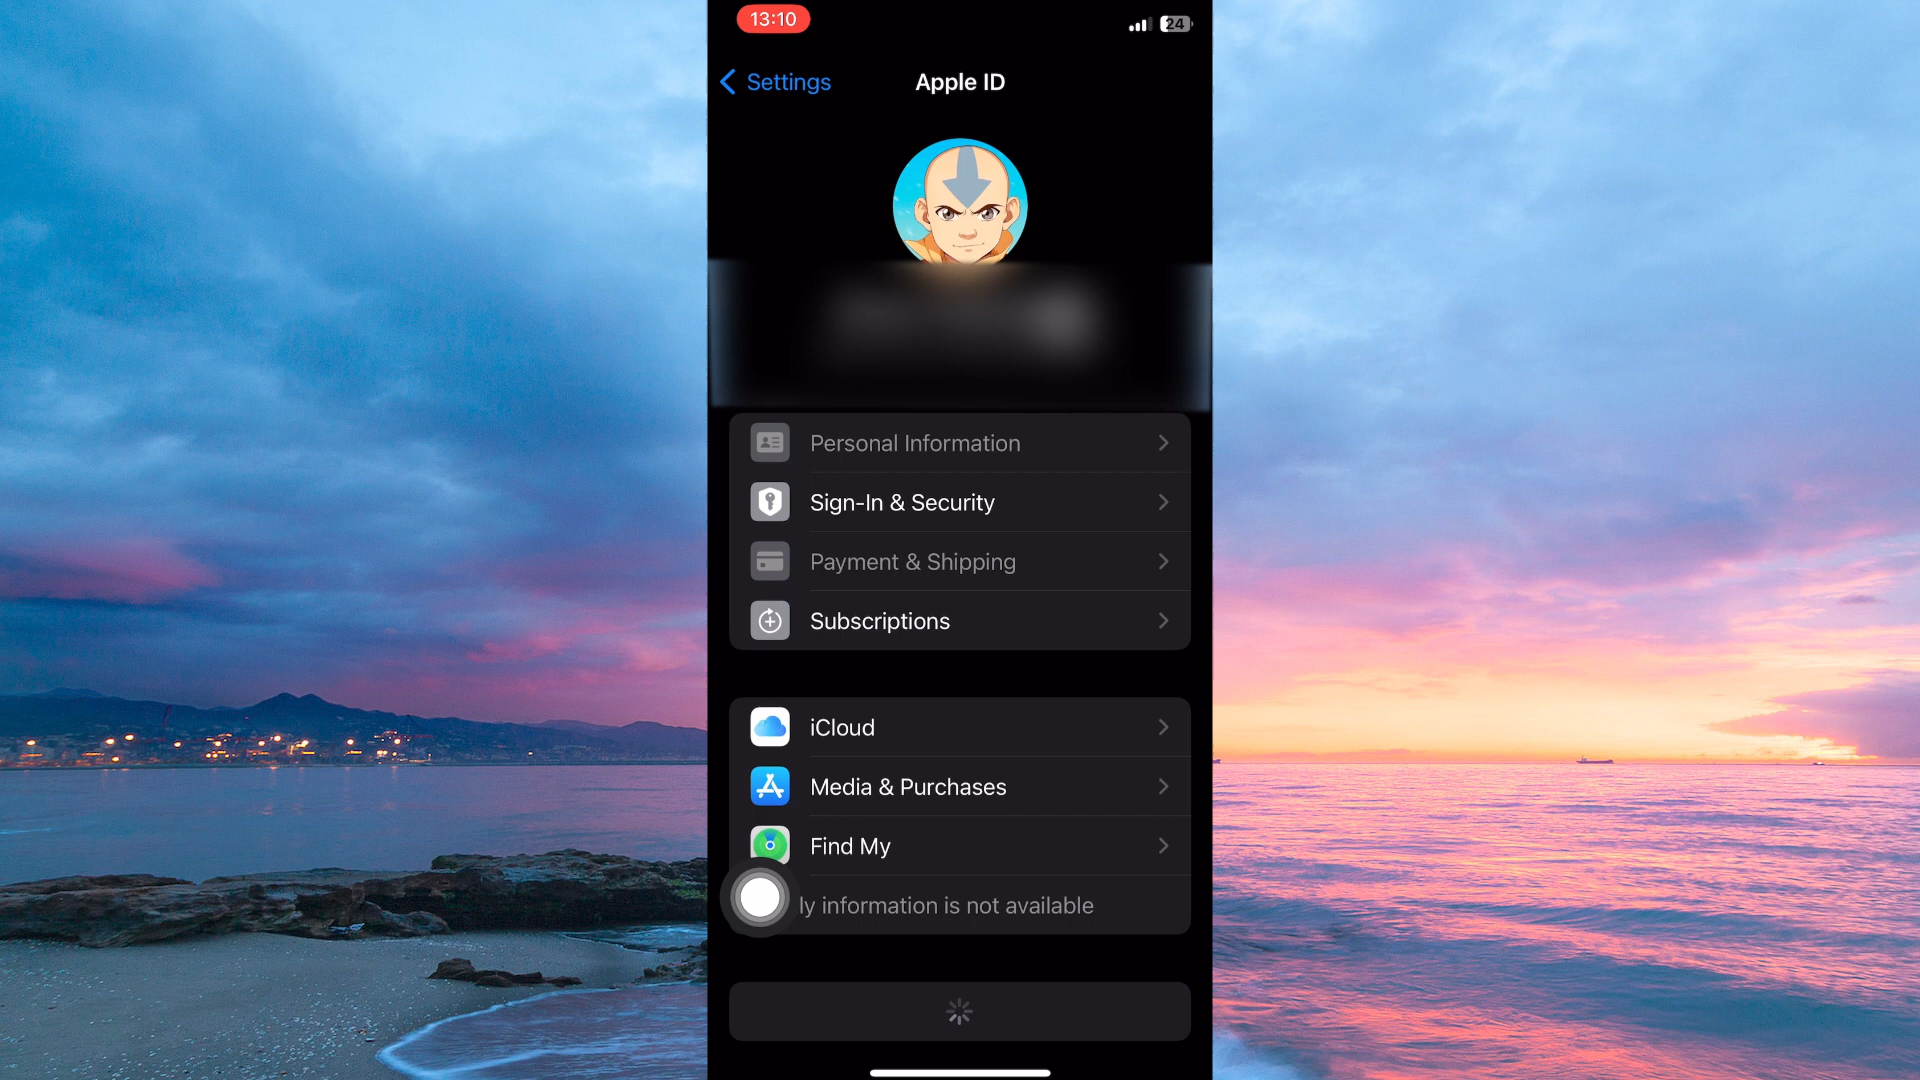 13:10
24
Settings
Apple ID
Personal Information
Sign-In & Security
Payment & Shipping
Subscriptions
iCloud
Media & Purchases
Find My
ly information is not available